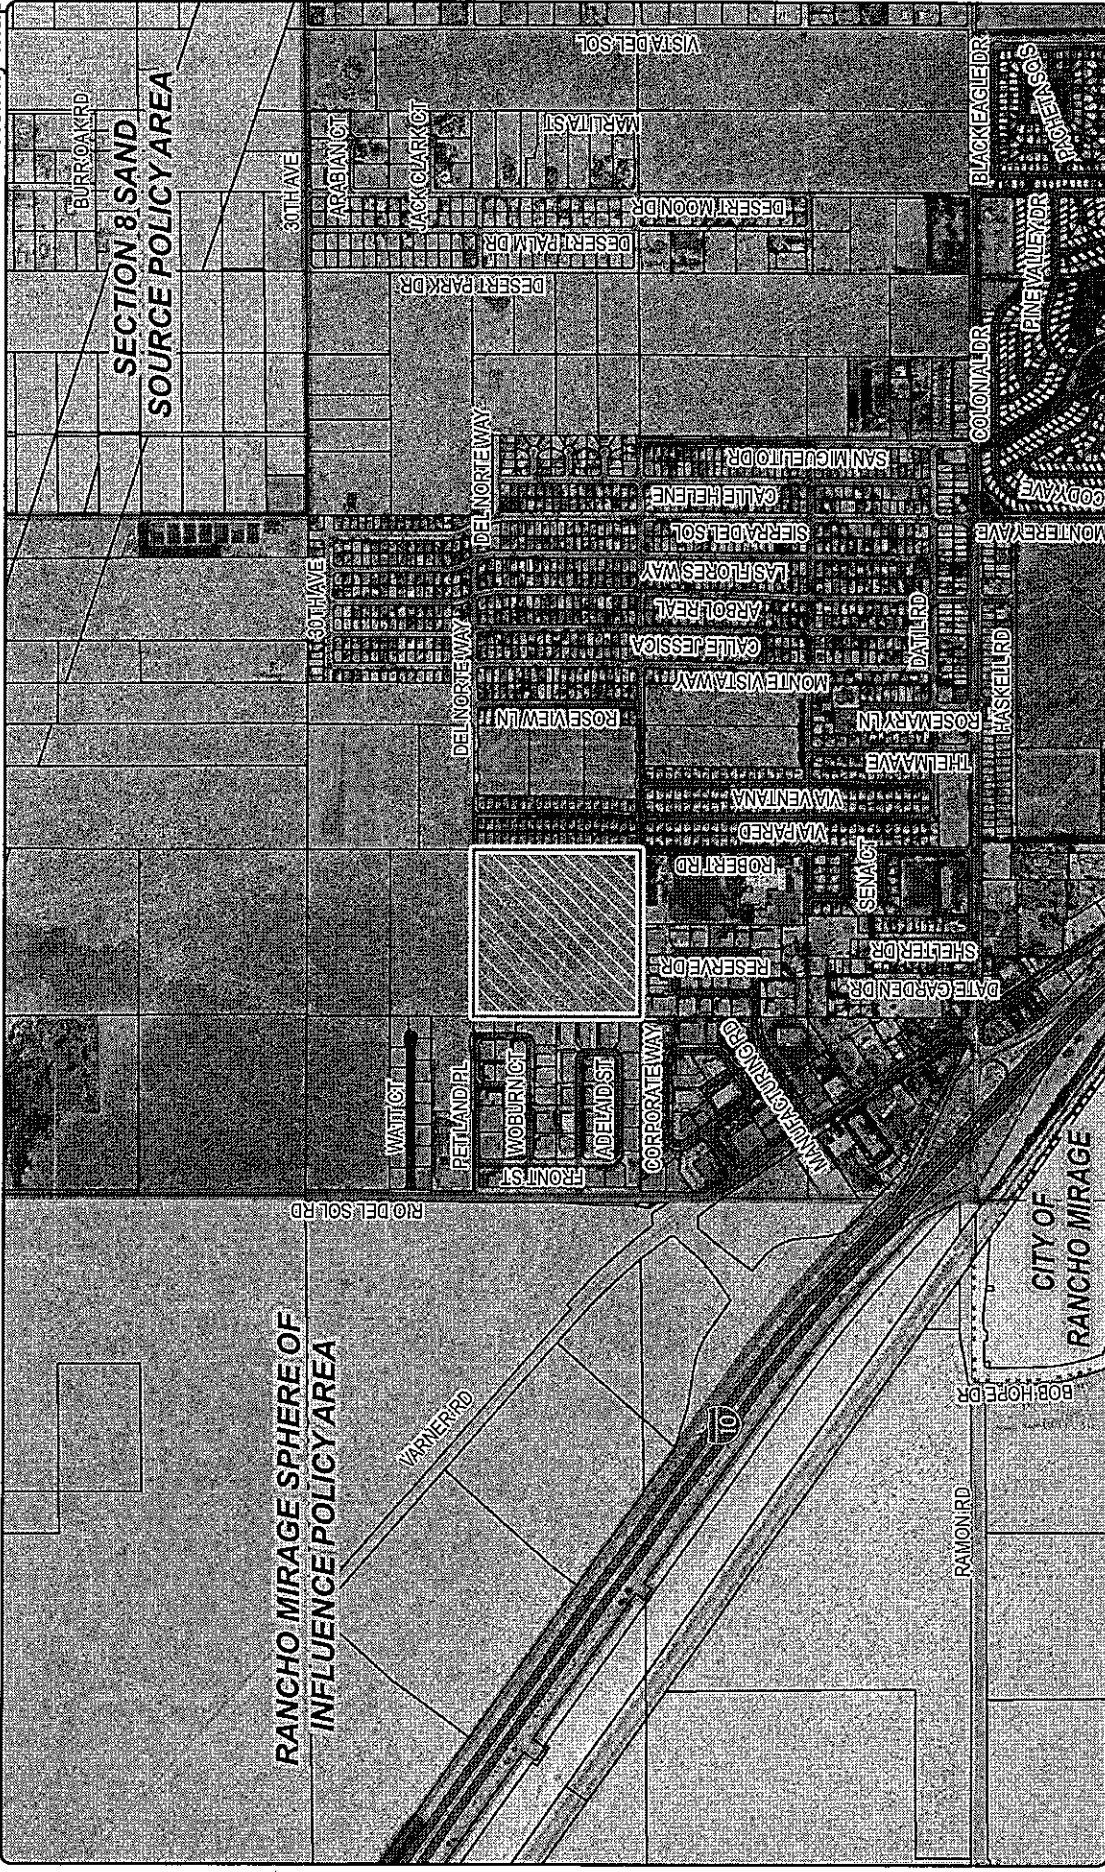 BURR OAK RD
SECTION 8 SAND
SOURCE POLICY AREA
30TH AVE
VISTA DEL SOL
ARABIAN CT
JACK CLARK CT
MARLITA ST
DESERT MOON DR
DESERT PALM DR
DESERT PARK DR
BLACK EAGLE DR
PINE VALLEY DR
COLONIAL DR
CODY AVE
MONTEREY AVE
DEL NORTE WAY
SAN MIGUELITO DR
CALLE HELENE
SIERRA DEL SOL
LAS FLORES WAY
ARBOL REAL
CALLE JESSICA
MONTE VISTA WAY
30TH AVE
DATIL RD
HASKELL RD
DEL NORTE WAY
ROSEVIEW LN
ROSEMARY LN
THELMA AVE
VIA VENTANA
VIA PARED
ROBERT RD
SENA CT
RESERVE DR
SHELTER DR
DATE GARDEN DR
WATT CT
PETLAND PL
WOBURN CT
ADELAID ST
CORPORATE WAY
MANUFACTURING RD
FRONT ST
RIO DEL SOL RD
RANCHO MIRAGE SPHERE OF
INFLUENCE POLICY AREA
VARNER RD
10
CITY OF
RANCHO MIRAGE
BOB HOPE DR
RAMON RD